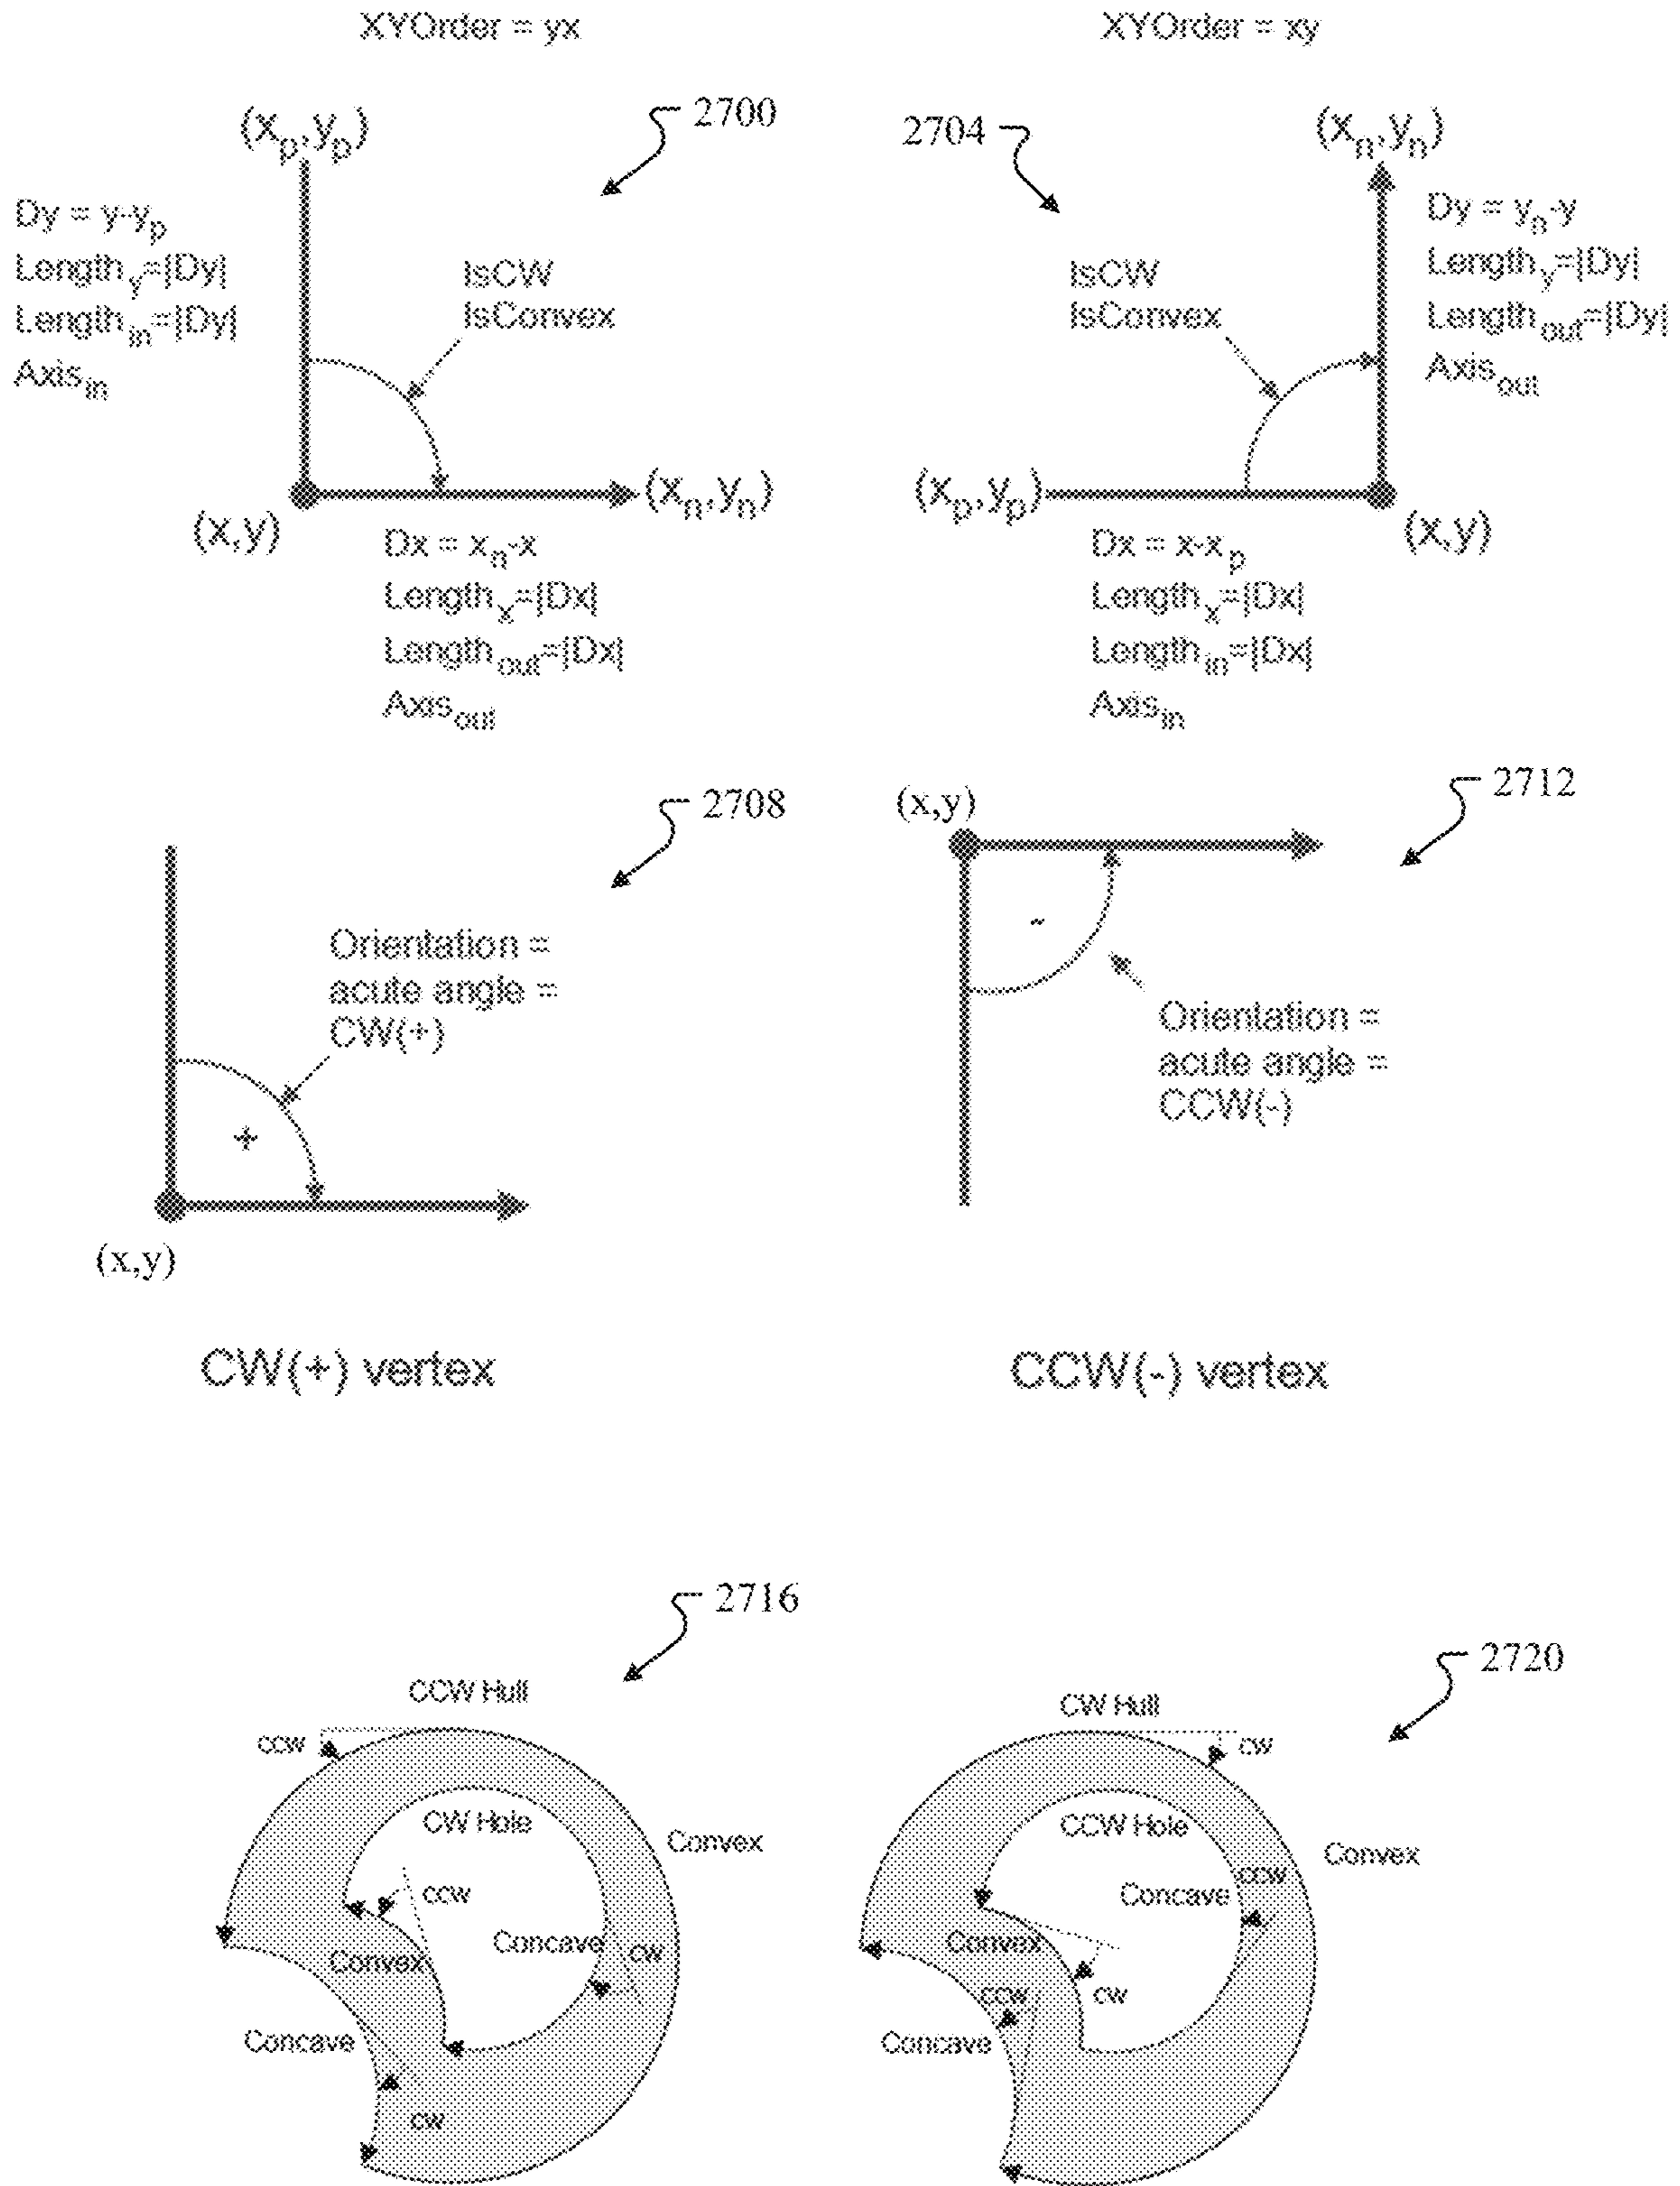 XYOrder = yx
XYOrder = xy
2700
2704
(xp,yp)
(xn,yn)
Dy = y-yp
Lengthy=|Dy|
Lengthin=|Dy|
Axisin
IsCW
IsConvex
IsCW
IsConvex
Dy = yn-y
Lengthy=|Dy|
Lengthout=|Dy|
Axisout
(x,y)
(xn,yn)
Dx = xn-x
Lengthx=|Dx|
Lengthout=|Dx|
Axisout
(xp,yp)
(x,y)
Dx = x-xp
Lengthx=|Dx|
Lengthin=|Dx|
Axisin
2708
2712
(x,y)
Orientation =
acute angle =
CW(+)
+
(x,y)
-
Orientation =
acute angle =
CCW(-)
CW(+) vertex
CCW(-) vertex
2716
2720
CCW Hull
CCW
CW Hole
Convex
CCW
Concave
CW
Convex
Concave
CW
CW Hull
CW
CCW Hole
Convex
CCW
Concave
Convex
CCW
CW
Concave